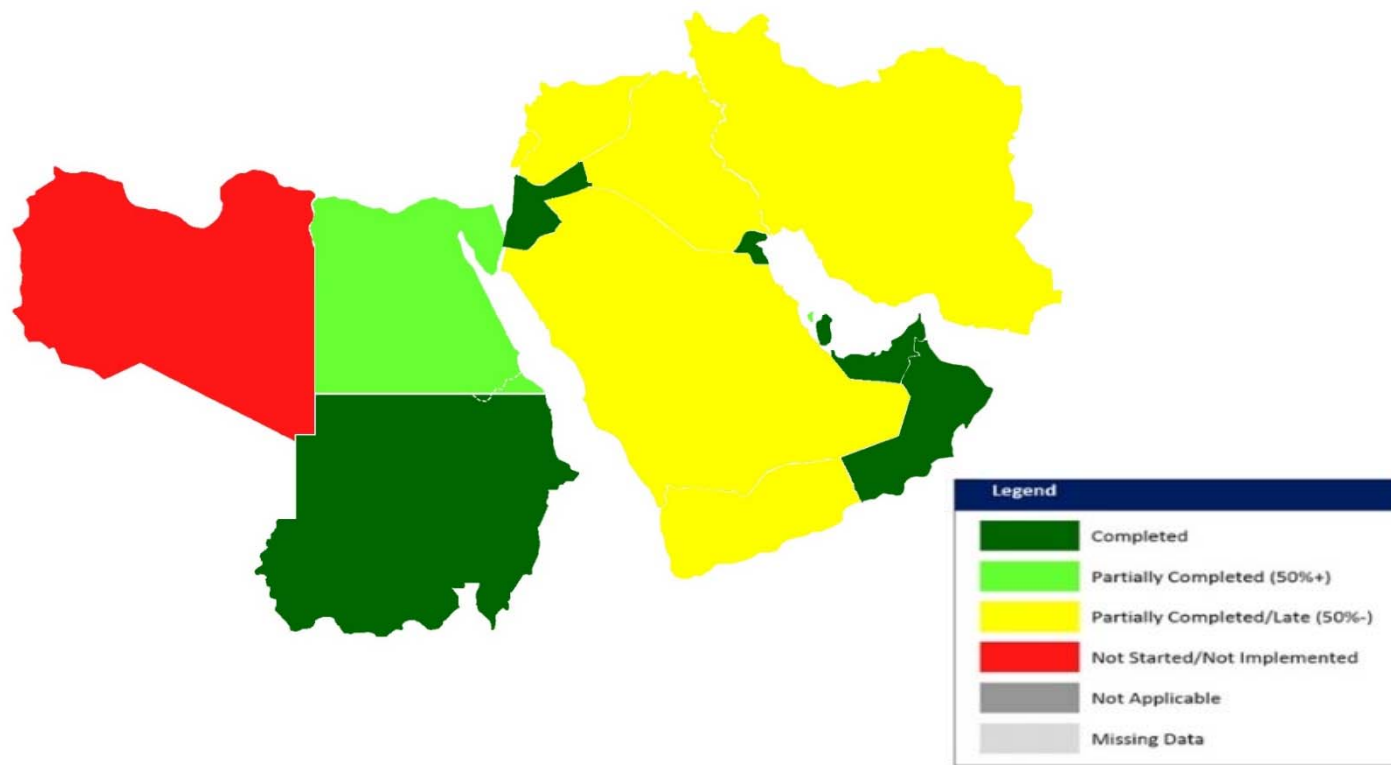 Legend
Completed
Partially Completed (50%+)
Partially Completed/Late (50%-)
Not Started/Not Implemented
Not Applicable
Missing Data